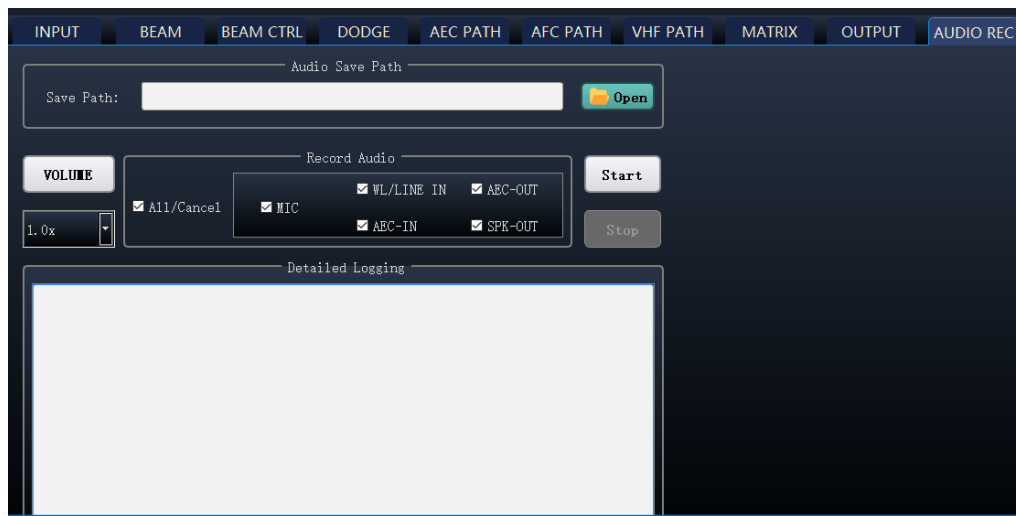 INPUT BEAM BEAM CTRL DODGE AEC PATH AFC PATH VHF PATH MATRIX OUTPUT AUDIO REC
Audio Save Path
Save Path: Open
Record Audio
VOLUME Start
WL/LINE IN AEC-OUT
All/Cancel MIC
1.0x AEC-IN SPK-OUT Stop
Detailed Logging